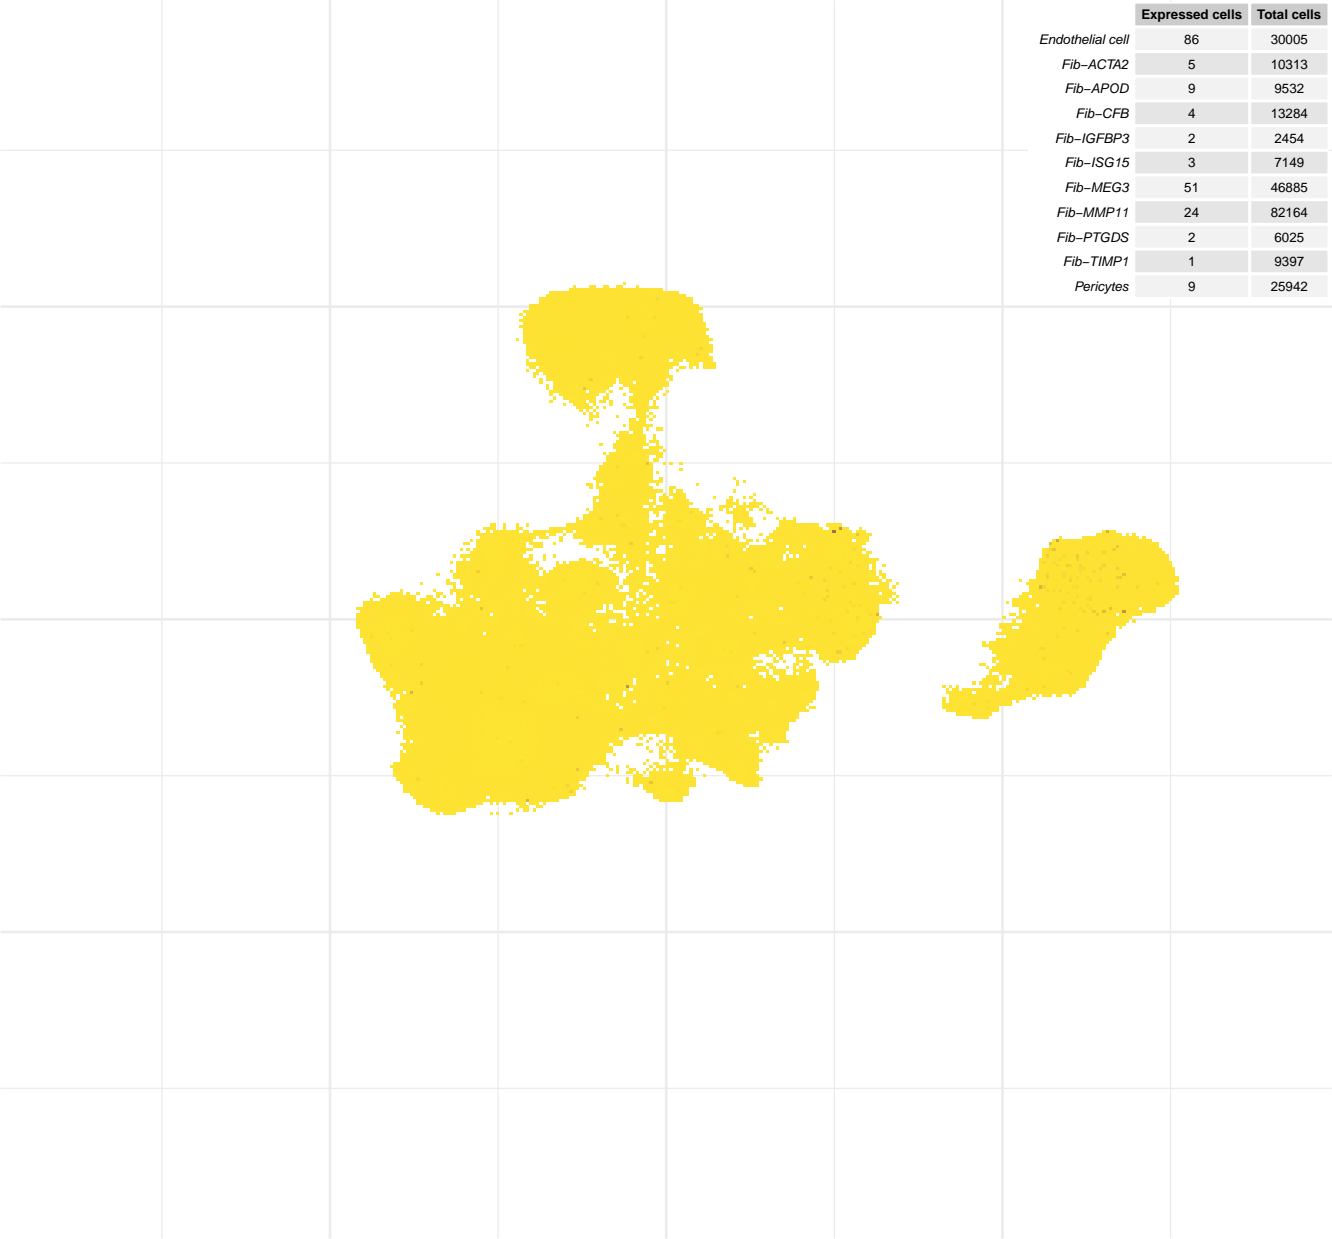 Expressed cells Total cells
Endothelial cell 86 30005
Fib−ACTA2 5 10313
Fib−APOD 9 9532
Fib−CFB 4 13284
Fib−IGFBP3 2 2454
Fib−ISG15 3 7149
Fib−MEG3 51 46885
Fib−MMP11 24 82164
Fib−PTGDS 2 6025
Fib−TIMP1 1 9397
Pericytes 9 25942